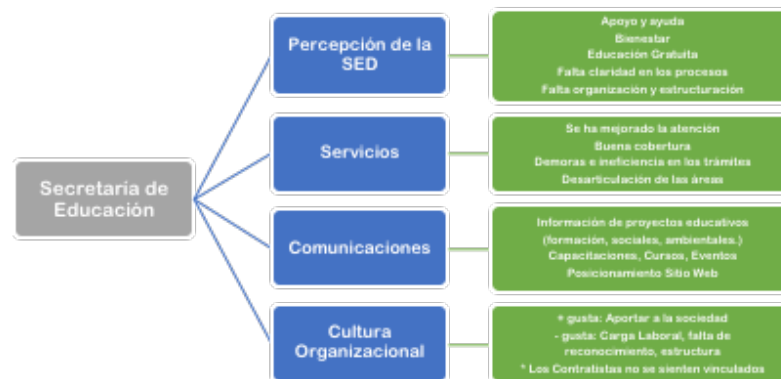 Secretaría de
Educación
Percepción de la
SED
Apoyo y ayuda
Bienestar
Educación Gratuita
Falta claridad en los procesos
Falta organización y estructuración
Servicios
Se ha mejorado la atención
Buena cobertura
Demoras e ineficiencia en los trámites
Desarticulación de las áreas
Comunicaciones
Información de proyectos educativos
(formación, sociales, ambientales.)
Capacitaciones, Cursos, Eventos
Posicionamiento Sitio Web
Cultura
Organizacional
+ gusta: Aportar a la sociedad
- gusta: Carga Laboral, falta de
reconocimiento, estructura
* Los Contratistas no se sienten vinculados